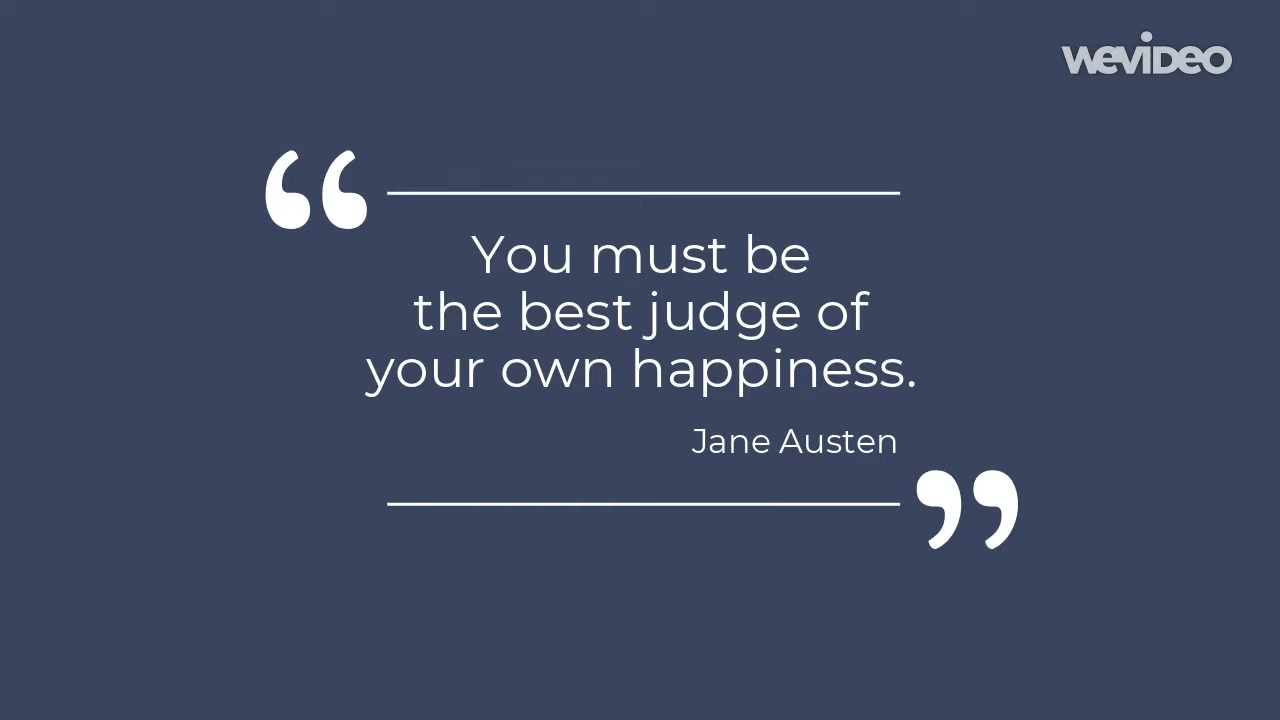 WEVIDEO
“
You must be
the best judge of
your own happiness.
Jane Austen
”